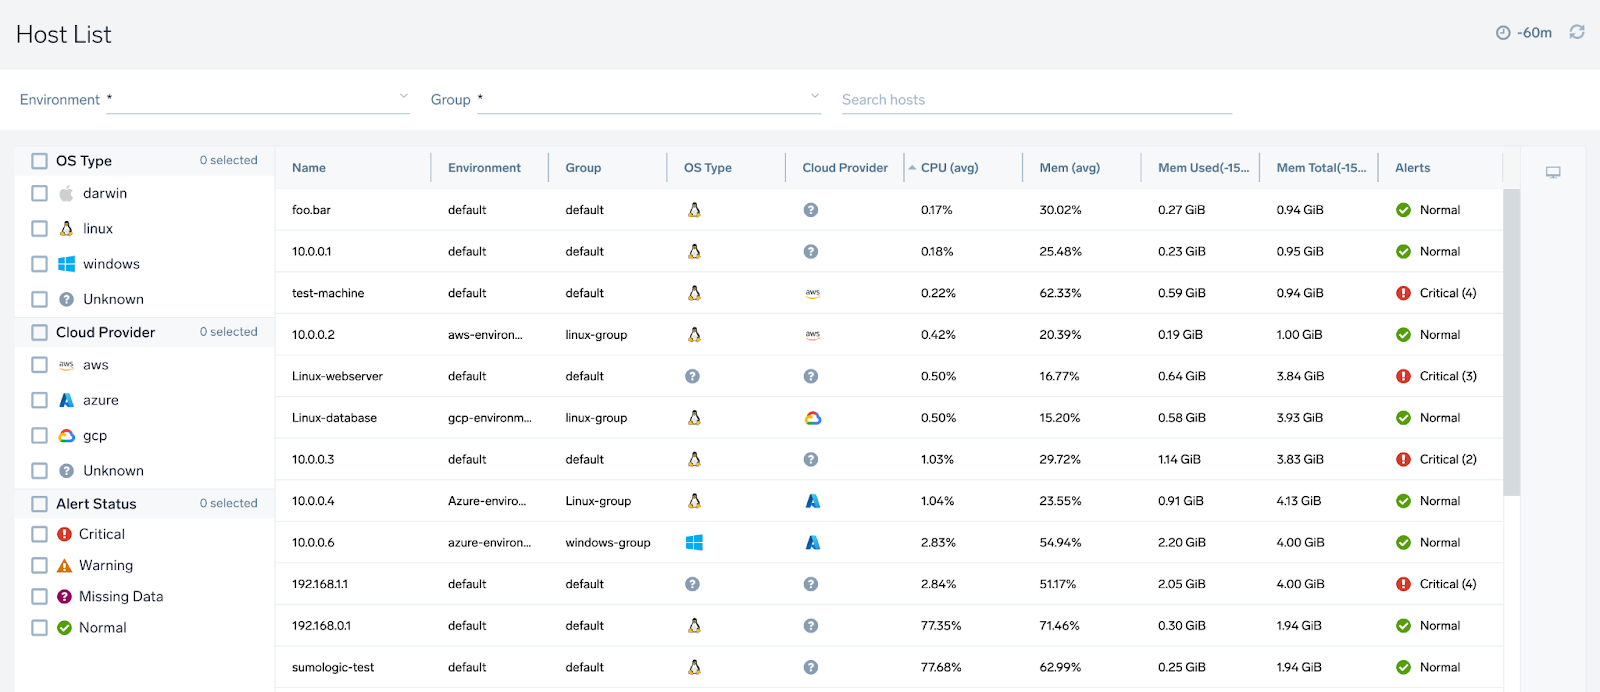 Host List
-60m
Environment *
Group *
Search hosts
OS Type 0 selected
darwin
linux
windows
Unknown
Cloud Provider 0 selected
aws aws
azure
gcp
Unknown
Alert Status 0 selected
Critical
Warning
Missing Data
Normal
Name Environment Group OS Type Cloud Provider CPU (avg) Mem (avg) Mem Used(-15... Mem Total(-15... Alerts
foo.bar default default 0.17% 30.02% 0.27 GiB 0.94 GiB Normal
10.0.0.1 default default 0.18% 25.48% 0.23 GiB 0.95 GiB Normal
test-machine default default aws 0.22% 62.33% 0.59 GiB 0.94 GiB Critical (4)
10.0.0.2 aws-environ... linux-group aws 0.42% 20.39% 0.19 GiB 1.00 GiB Normal
Linux-webserver default default 0.50% 16.77% 0.64 GiB 3.84 GiB Critical (3)
Linux-database gcp-environm... linux-group 0.50% 15.20% 0.58 GiB 3.93 GiB Normal
10.0.0.3 default default 1.03% 29.72% 1.14 GiB 3.83 GiB Critical (2)
10.0.0.4 Azure-enviro... Linux-group 1.04% 23.55% 0.91 GiB 4.13 GiB Normal
10.0.0.6 azure-environ... windows-group 2.83% 54.94% 2.20 GiB 4.00 GiB Normal
192.168.1.1 default default 2.84% 51.17% 2.05 GiB 4.00 GiB Critical (4)
192.168.0.1 default default 77.35% 71.46% 0.30 GiB 1.94 GiB Normal
sumologic-test default default 77.68% 62.99% 0.25 GiB 1.94 GiB Normal